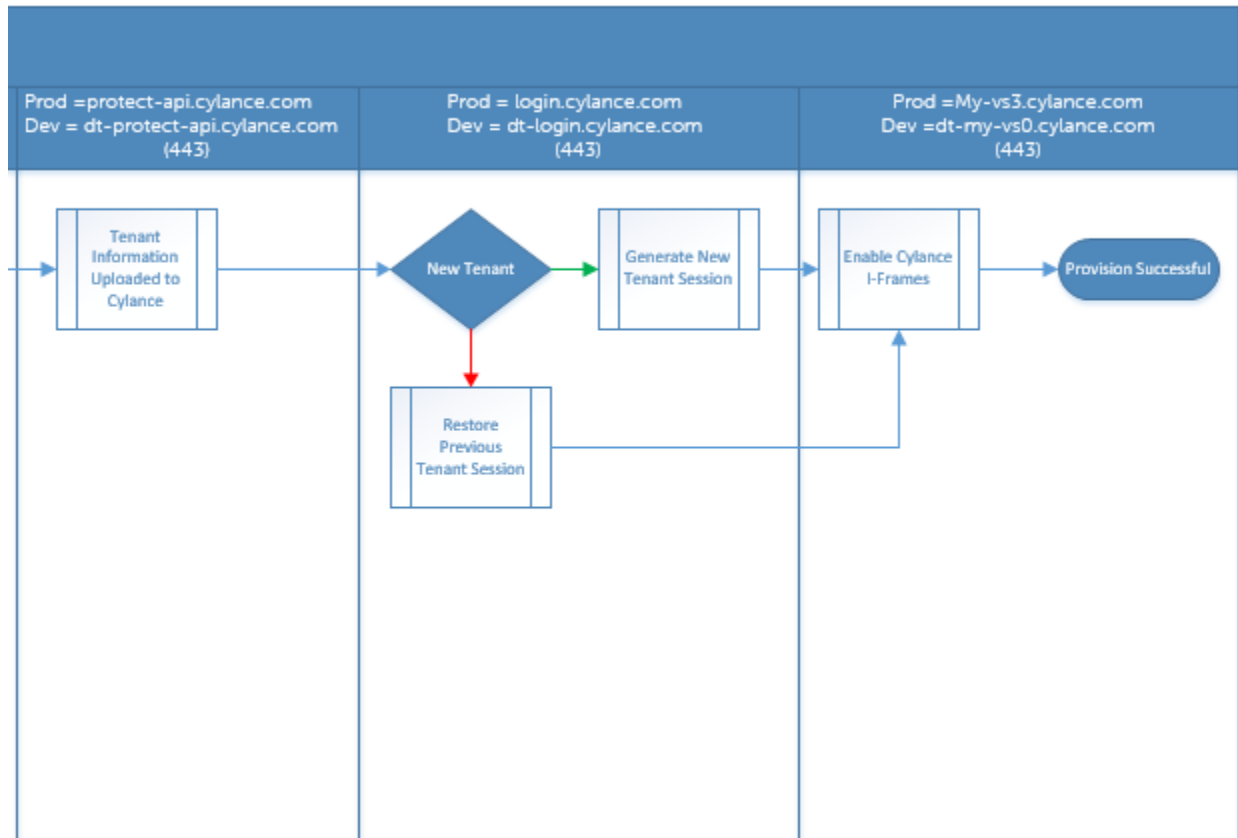 Prod =protect-api.cylance.com
Dev = dt-protect-api.cylance.com
(443)
Prod = login.cylance.com
Dev = dt-login.cylance.com
(443)
Prod =My-vs3.cylance.com
Dev =dt-my-vs0.cylance.com
(443)
Tenant
Information
Uploaded to
Cylance
New Tenant
Generate New
Tenant Session
Enable Cylance
I-Frames
Provision Successful
Restore
Previous
Tenant Session